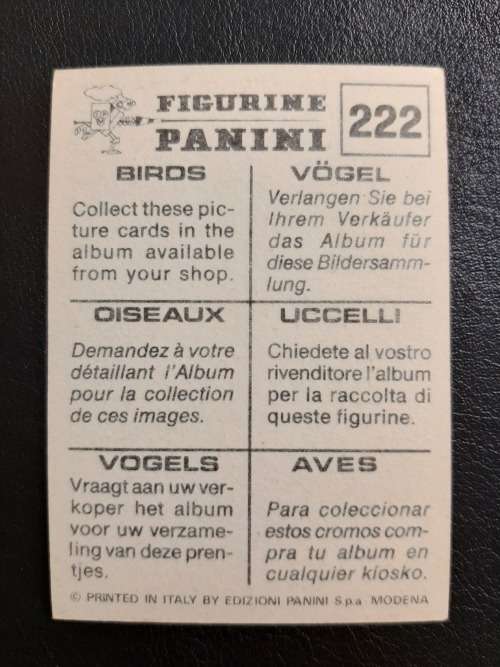 FIGURINE
PANINI
222
BIRDS
Collect these pic-
ture cards in the
album available
from your shop.
VÖGEL
Verlangen Sie bei
Ihrem Verkäufer
das Album für
diese Bildersamm-
lung.
OISEAUX
Demandez à votre
détaillant l'Album
pour la collection
de ces images.
UCCELLI
Chiedete al vostro
rivenditore l'album
per la raccolta di
queste figurine.
VOGELS
Vraagt aan uw ver-
koper het album
voor uw verzame-
ling van deze pren-
tjes.
AVES
Para coleccionar
estos cromos com-
pra tu album en
cualquier kiosko.
© PRINTED IN ITALY BY EDIZIONI PANINI S.p.a. MODENA